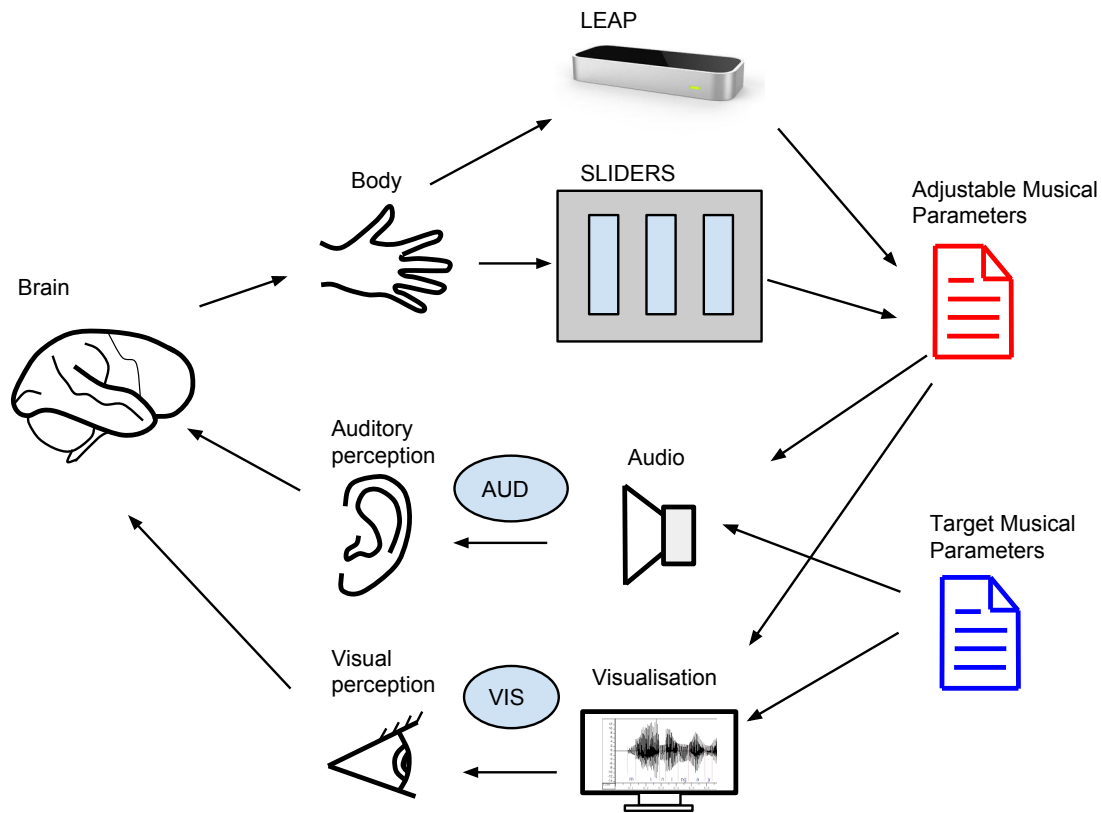 LEAP
SLIDERS
Body
Adjustable Musical
Parameters
Brain
Auditory
perception
AUD
Audio
Target Musical
Parameters
Visual
perception
VIS
Visualisation